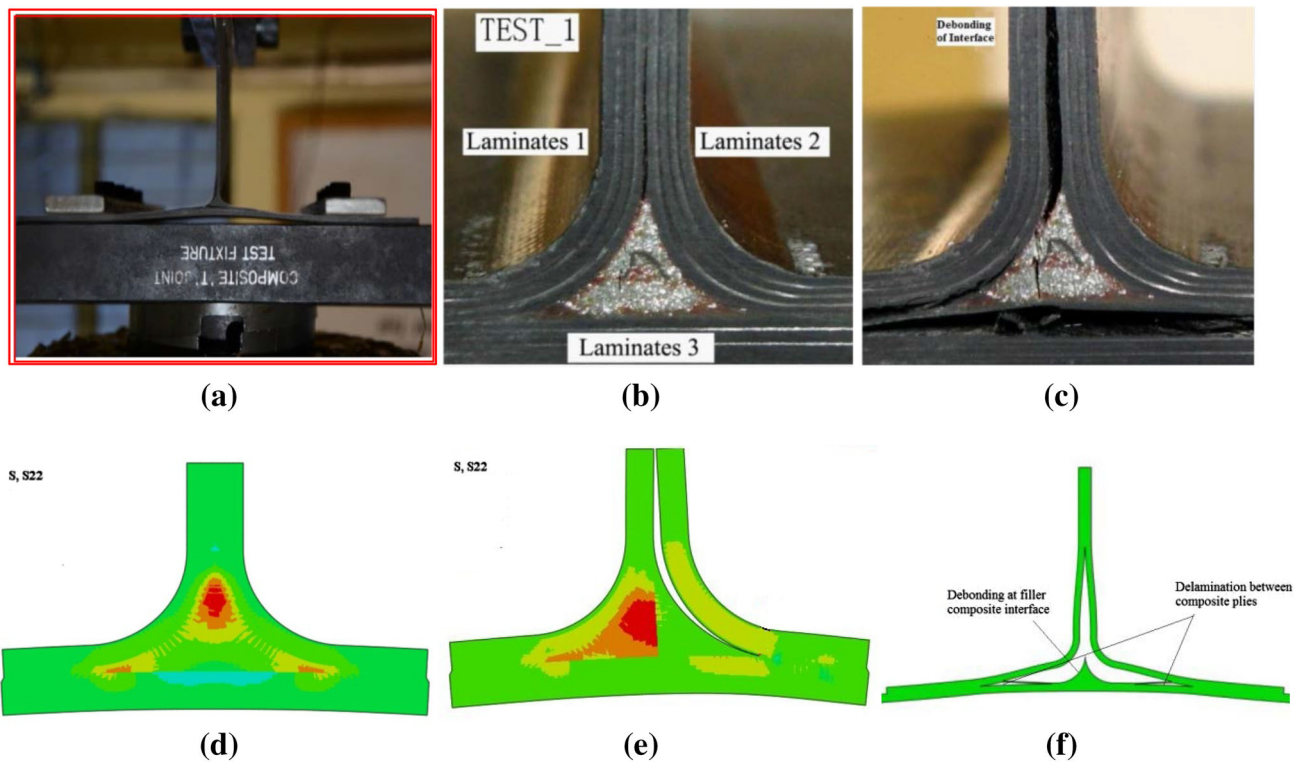 TEST FIXTURE
COMPOSITE 'T' JOINT
(a)
TEST_1
Laminates 1
Laminates 2
Laminates 3
(b)
Debonding
of Interface
(c)
S, S22
(d)
S, S22
(e)
Debonding at filler
composite interface
Delamination between
composite plies
(f)